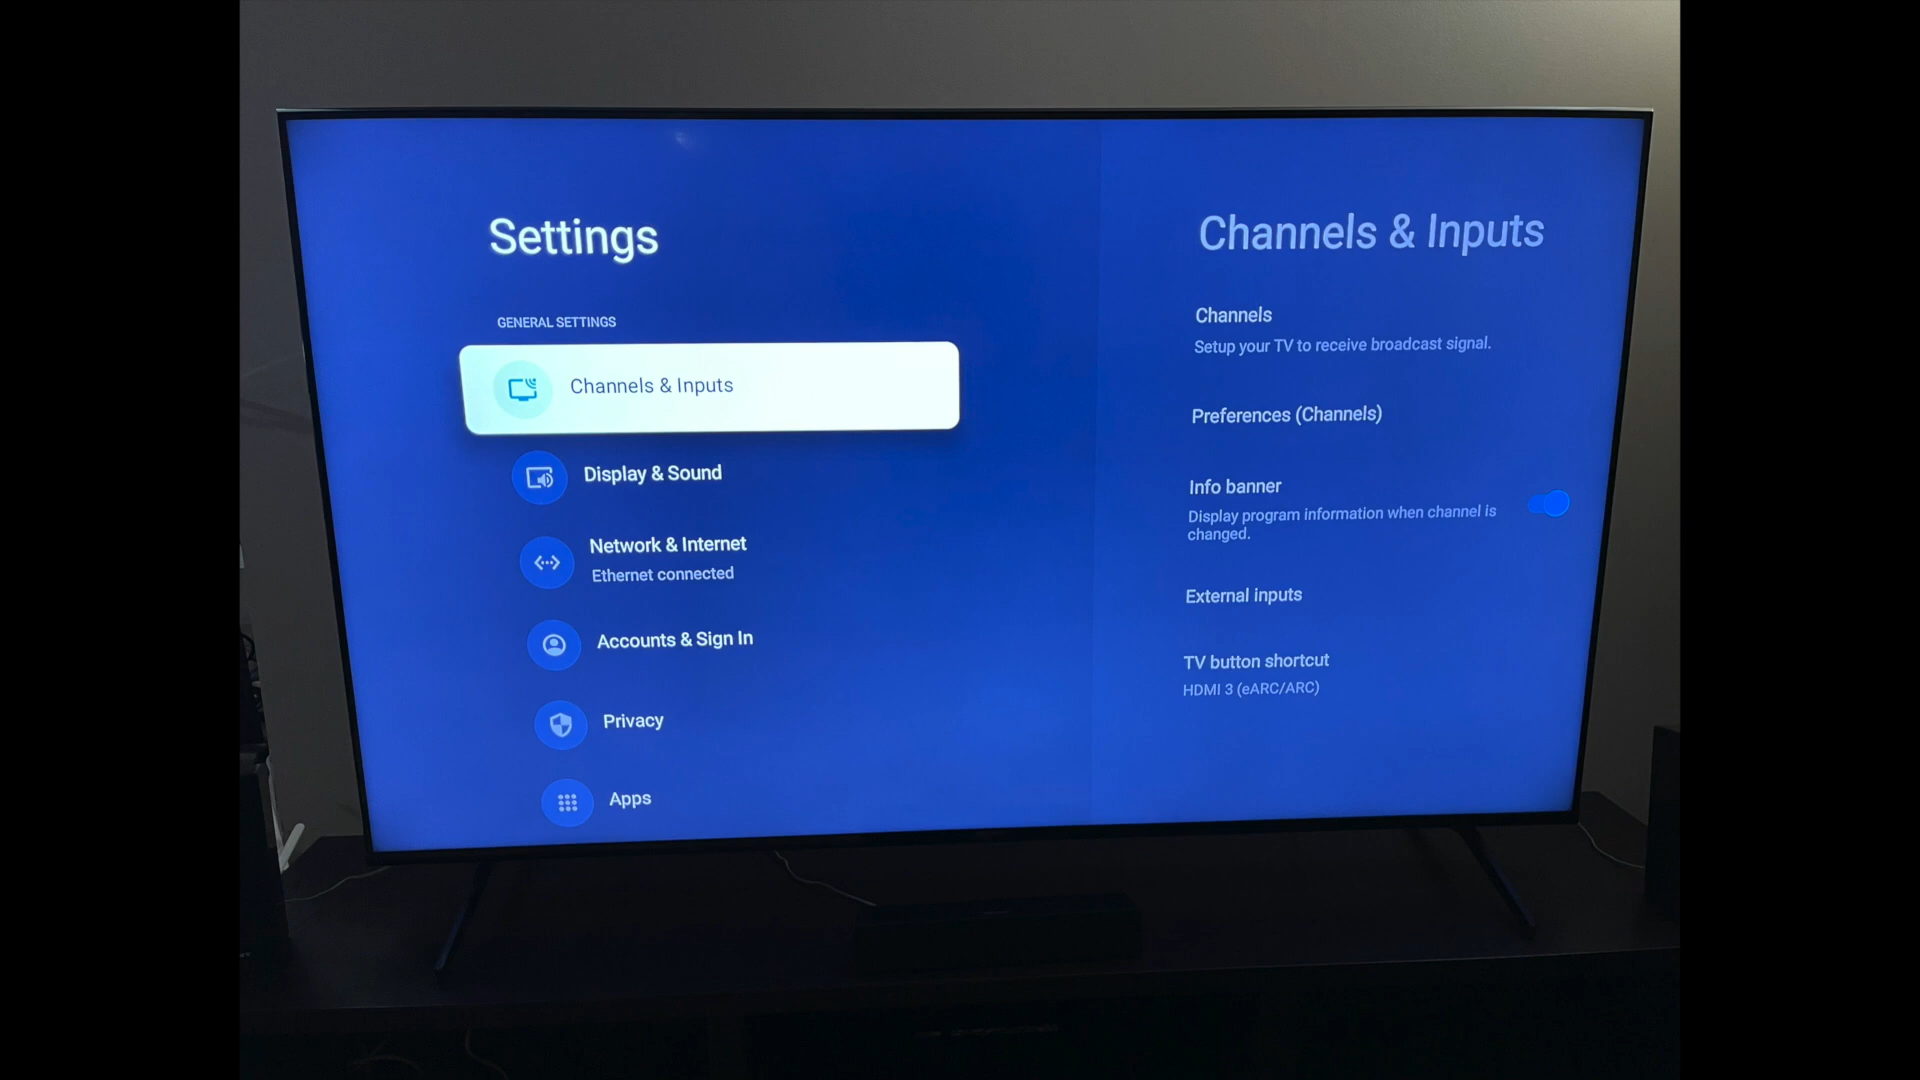 Settings
GENERAL SETTINGS
Channels & Inputs
Display & Sound
Network & Internet
Ethernet connected
Accounts & Sign In
Privacy
Apps
Channels & Inputs
Channels
Setup your TV to receive broadcast signal.
Preferences (Channels)
Info banner
Display program information when channel is
changed.
External inputs
TV button shortcut
HDMI 3 (eARC/ARC)